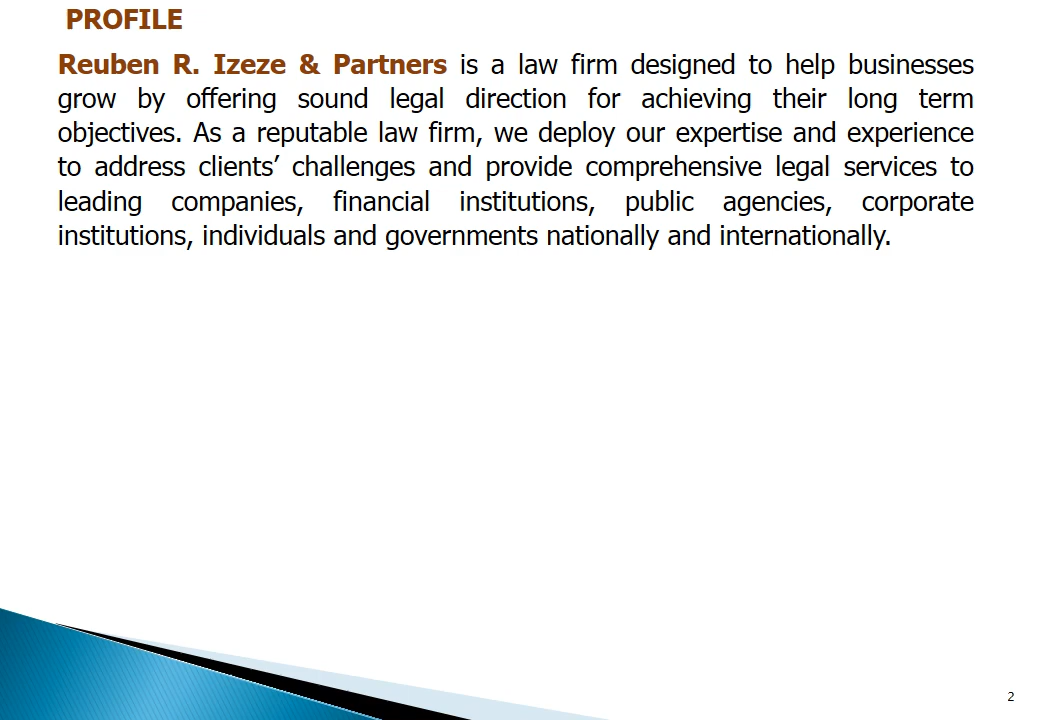 PROFILE
Reuben R. Izeze & Partners is a law firm designed to help businesses
grow by offering sound legal direction for achieving their long term
objectives. As a reputable law firm, we deploy our expertise and experience
to address clients’ challenges and provide comprehensive legal services to
leading companies, financial institutions, public agencies, corporate
institutions, individuals and governments nationally and internationally.
2